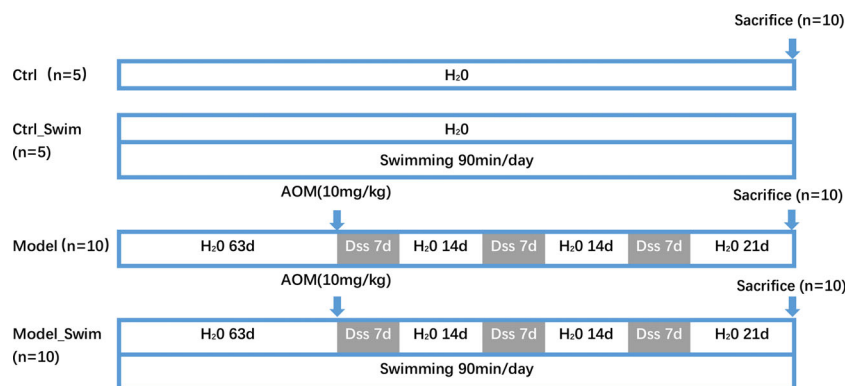 Sacrifice (n=10)
Ctrl (n=5)
H₂0
Ctrl_Swim
(n=5)
H₂0
Swimming 90min/day
AOM(10mg/kg)
Sacrifice (n=10)
Model (n=10)
H₂0 63d
Dss 7d
H₂0 14d
Dss 7d
H₂0 14d
Dss 7d
H₂0 21d
AOM(10mg/kg)
Sacrifice (n=10)
Model_Swim
(n=10)
H₂0 63d
Dss 7d
H₂0 14d
Dss 7d
H₂0 14d
Dss 7d
H₂0 21d
Swimming 90min/day